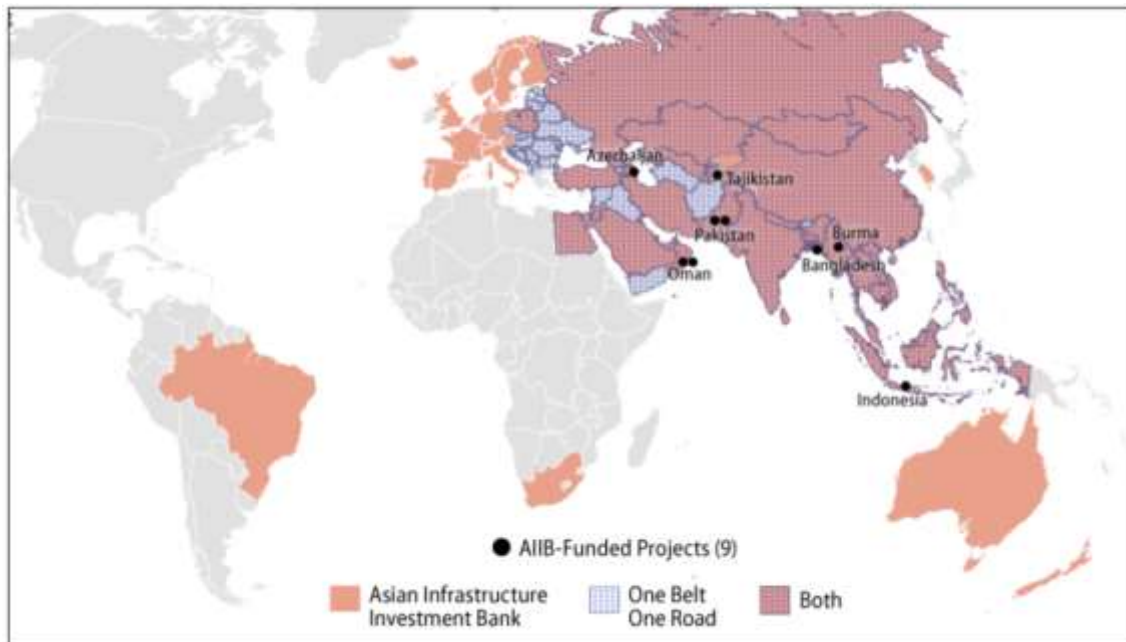 Azerbaijan
Tajikistan
Pakistan
Burma
Bangladesh
Oman
Indonesia
AIIB-Funded Projects (9)
Asian Infrastructure
Investment Bank
One Belt
One Road
Both